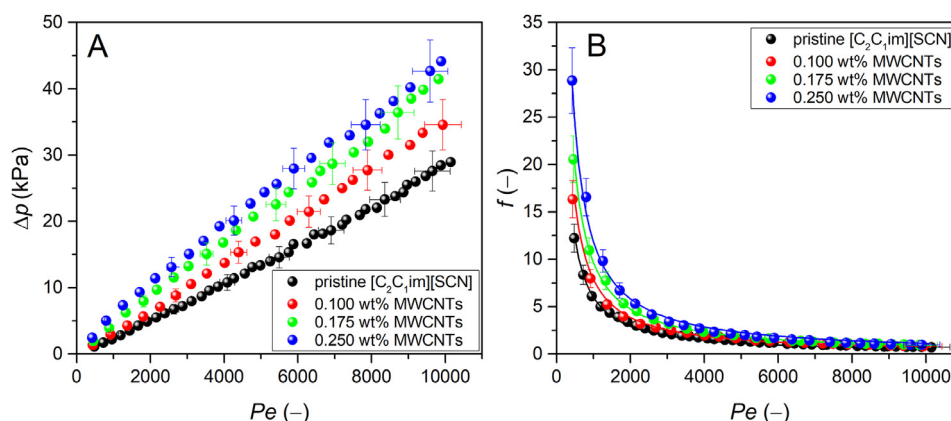 A
Δp (kPa)
50
40
30
20
10
0
0 2000 4000 6000 8000 10000
Pe (−)
pristine [C₂C₁im][SCN]
0.100 wt% MWCNTs
0.175 wt% MWCNTs
0.250 wt% MWCNTs
B
f (−)
35
30
25
20
15
10
5
0
0 2000 4000 6000 8000 10000
Pe (−)
pristine [C₂C₁im][SCN]
0.100 wt% MWCNTs
0.175 wt% MWCNTs
0.250 wt% MWCNTs